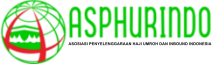 ASPHURINDO
ASOSIASI PENYELENGGARAAN HAJI UMROH DAN INBOUND INDONESIA